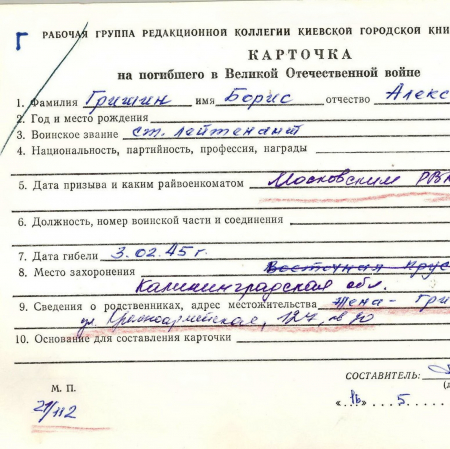 Г
РАБОЧАЯ ГРУППА РЕДАКЦИОННОЙ КОЛЛЕГИИ КИЕВСКОЙ ГОРОДСКОЙ КНИ
КАРТОЧКА
на погибшего в Великой Отечественной войне
1. Фамилия Гришин имя Борис отчество Алекс
2. Год и место рождения
3. Воинское звание ст. лейтенант
4. Национальность, партийность, профессия, награды
5. Дата призыва и каким райвоенкоматом Московским РВК
6. Должность, номер воинской части и соединения
7. Дата гибели 3.02.45 г.
8. Место захоронения Восточная Прус
Калининградская обл.
9. Сведения о родственниках, адрес местожительства жена - Гри
ул. Красноармейская, 127, кв 90
10. Основание для составления карточки
СОСТАВИТЕЛЬ:
М. П.
"16" 5